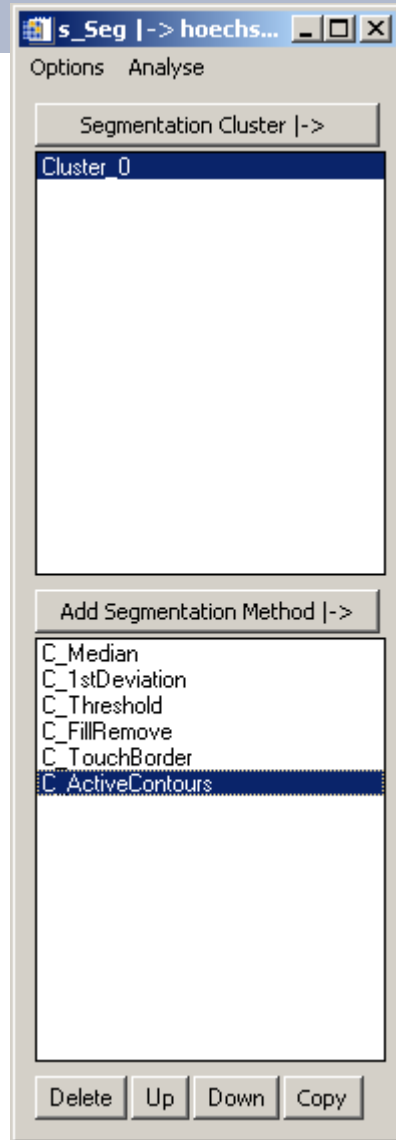 s_Seg |-> hoechs...
Options Analyse
Segmentation Cluster |->
Cluster_0
Add Segmentation Method |->
C_Median
C_1stDeviation
C_Threshold
C_FillRemove
C_TouchBorder
C_ActiveContours
Delete Up Down Copy